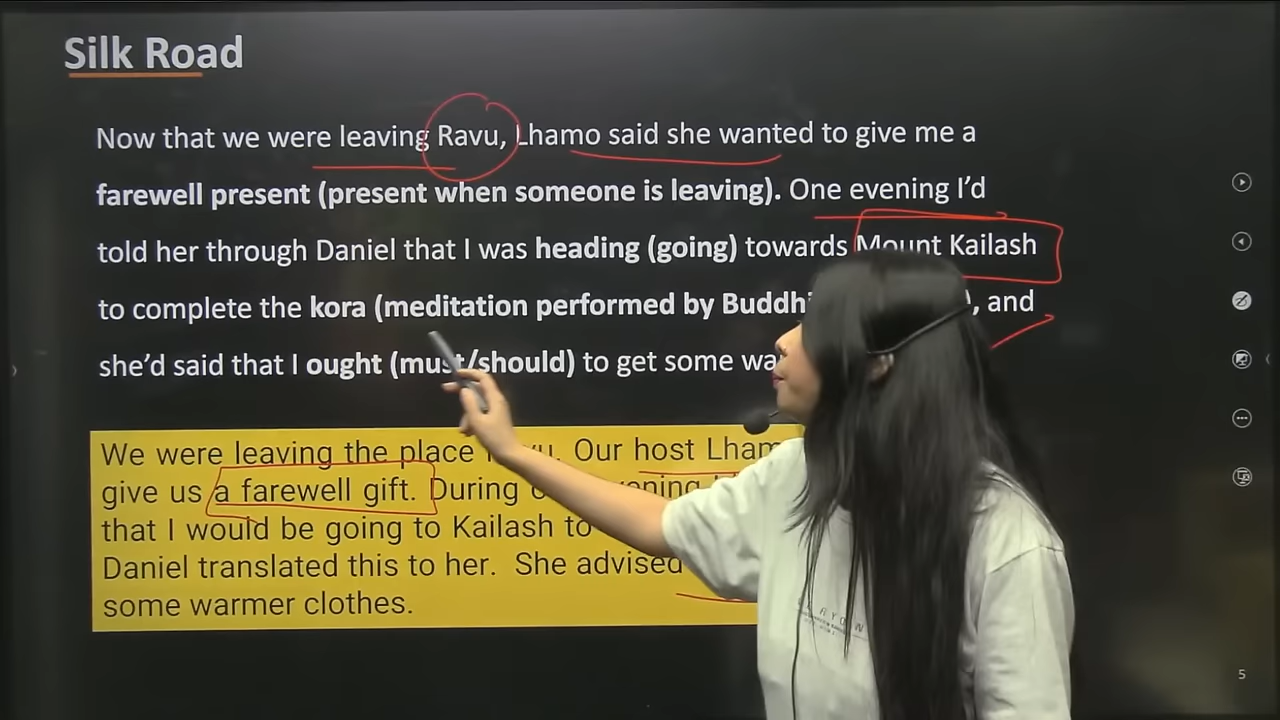 Silk Road
Now that we were leaving Ravu, Lhamo said she wanted to give me a
farewell present (present when someone is leaving). One evening I'd
told her through Daniel that I was heading (going) towards Mount Kailash
to complete the kora (meditation performed by ), and
she'd said that I ought (must/should) to get some
We were leaving the place Our host
give us a farewell gift. During
that I would be going to Kailash to
Daniel translated this to her. She advised
some warmer clothes.
5